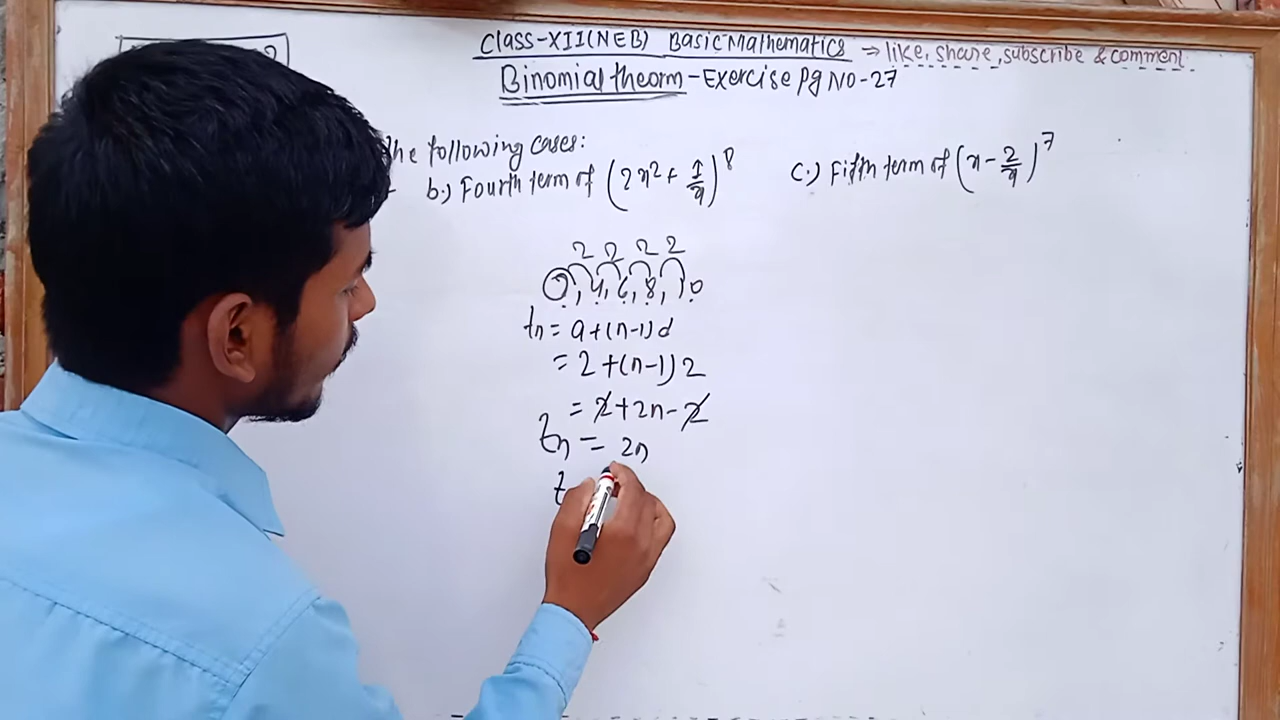 Class-XII(NEB) Basic Mathematics ⇒ like, share, subscribe & comment
Binomial theorm - Exercise Pg NO-27
the following cases:
b.) Fourth term of (2x² + 1/x)⁸
c.) Fifth term of (x - 2/x)⁷
2 2 2 2
2, 4, 6, 8, 10
tn = a+(n-1)d
= 2+(n-1)2
= 2+2n-2
tn = 2n
t